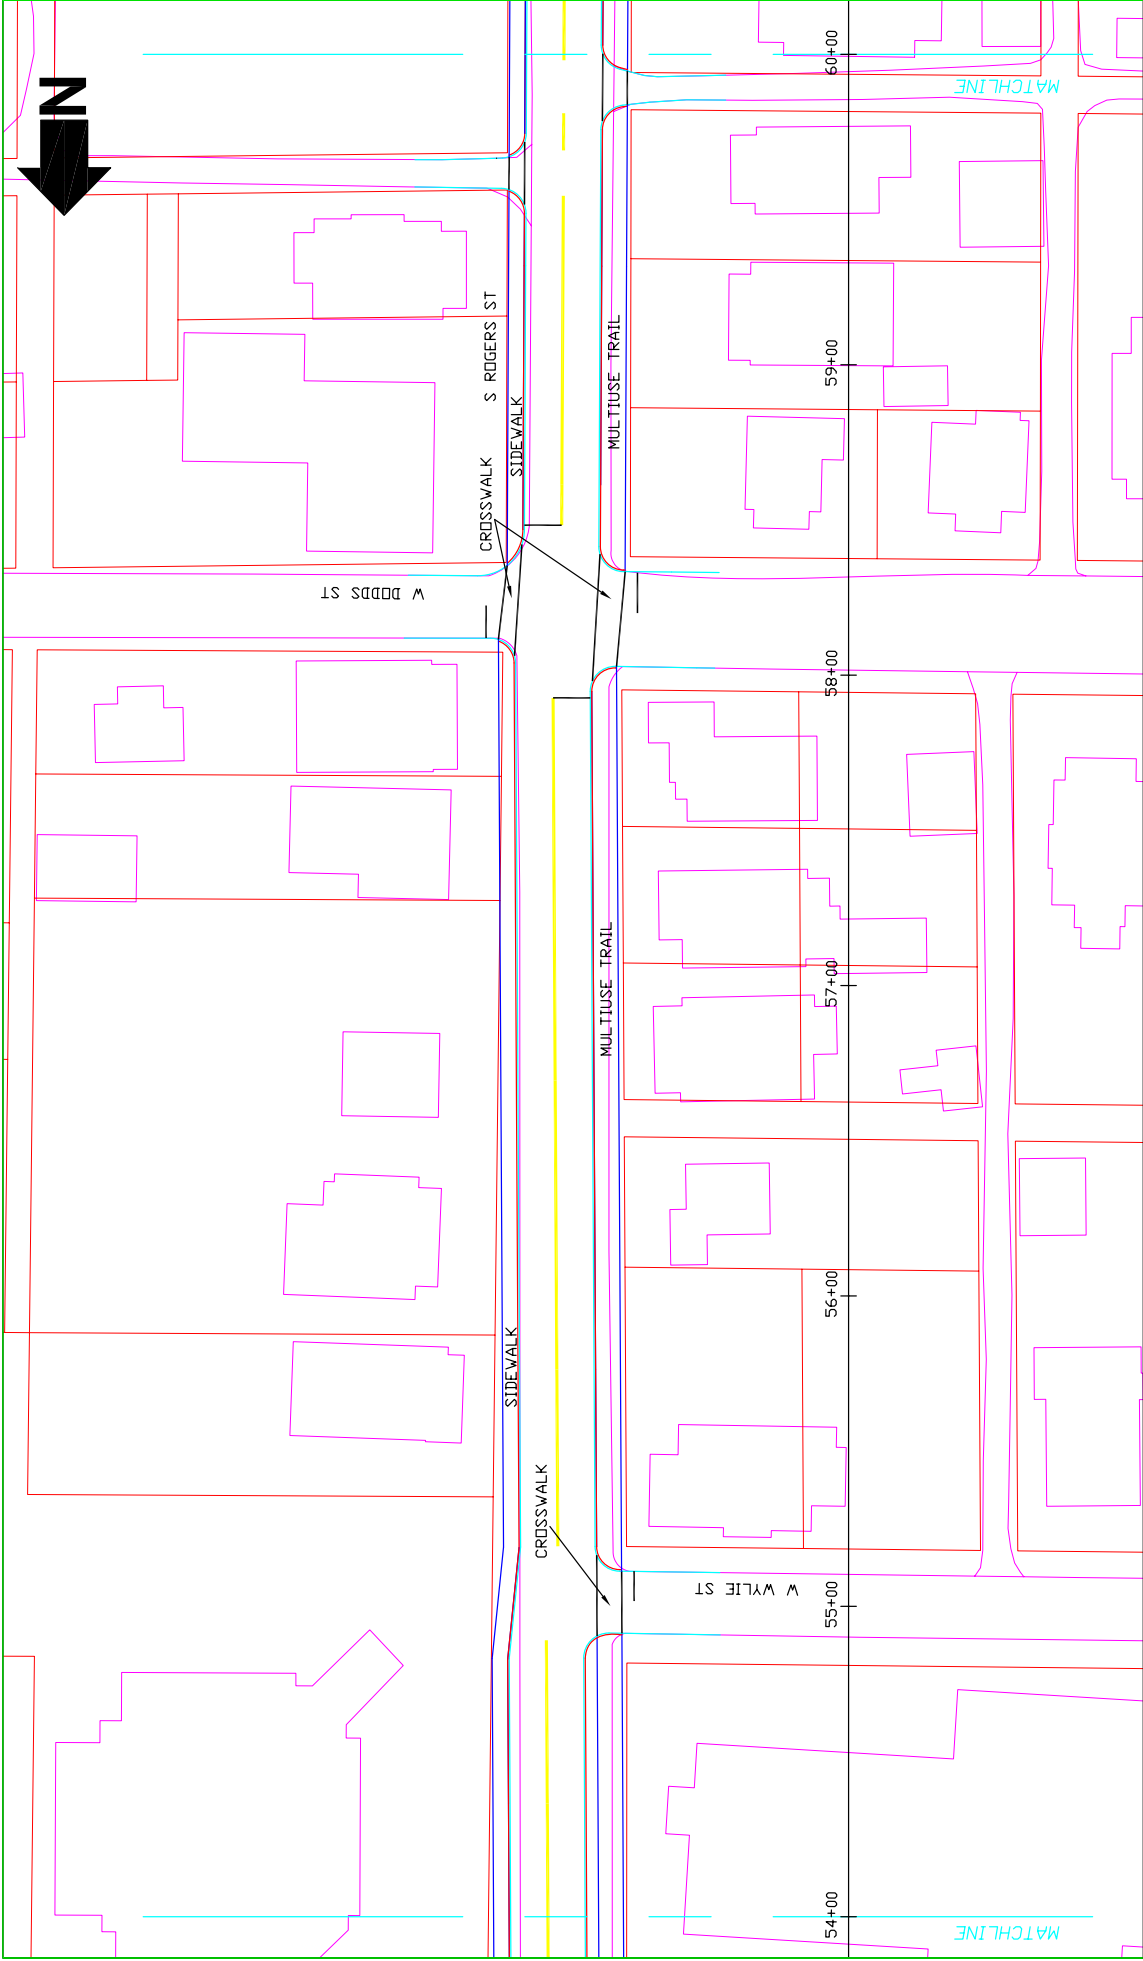 60+00
MATCHLINE
N
S ROGERS ST
SIDEWALK
MULTIUSE TRAIL
59+00
CROSSWALK
W DODDS ST
58+00
MULTIUSE TRAIL
57+00
56+00
SIDEWALK
CROSSWALK
W WYLIE ST
55+00
54+00
MATCHLINE